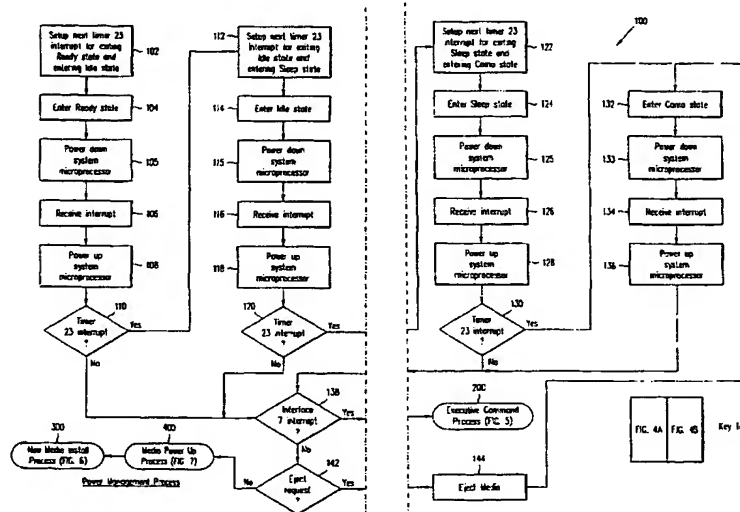 Setup next timer 23
interrupt for exiting
Ready state and
entering Idle state
102
Enter Ready state
104
Power down
system
microprocessor
105
Receive interrupt
106
Power up
system
microprocessor
108
Timer
23 interrupt
?
110
Yes
No
112
Setup next timer 23
Interrupt for exiting
Idle state and
entering Sleep state
114
Enter Idle state
Power down
system
microprocessor
115
116
Receive interrupt
Power up
system
microprocessor
118
Timer
23 interrupt
?
120
Yes
No
Setup next timer 23
interrupt for exiting
Sleep state and
entering Coma state
122
Enter Sleep state
124
Power down
system
microprocessor
125
Receive interrupt
126
Power up
system
microprocessor
128
Timer
23 interrupt
?
130
Yes
No
100
132
Enter Coma state
Power down
system
microprocessor
133
134
Receive interrupt
Power up
system
microprocessor
136
Interface
7 interrupt
?
138
Yes
No
200
Executive Command
Process (FIG. 5)
300
New Media Install
Process (FIG. 6)
400
Media Power Up
Process (FIG 7)
No
Eject
request
?
142
Yes
144
Eject Media
Power Management Process
FIG. 4A
FIG. 4B
Key